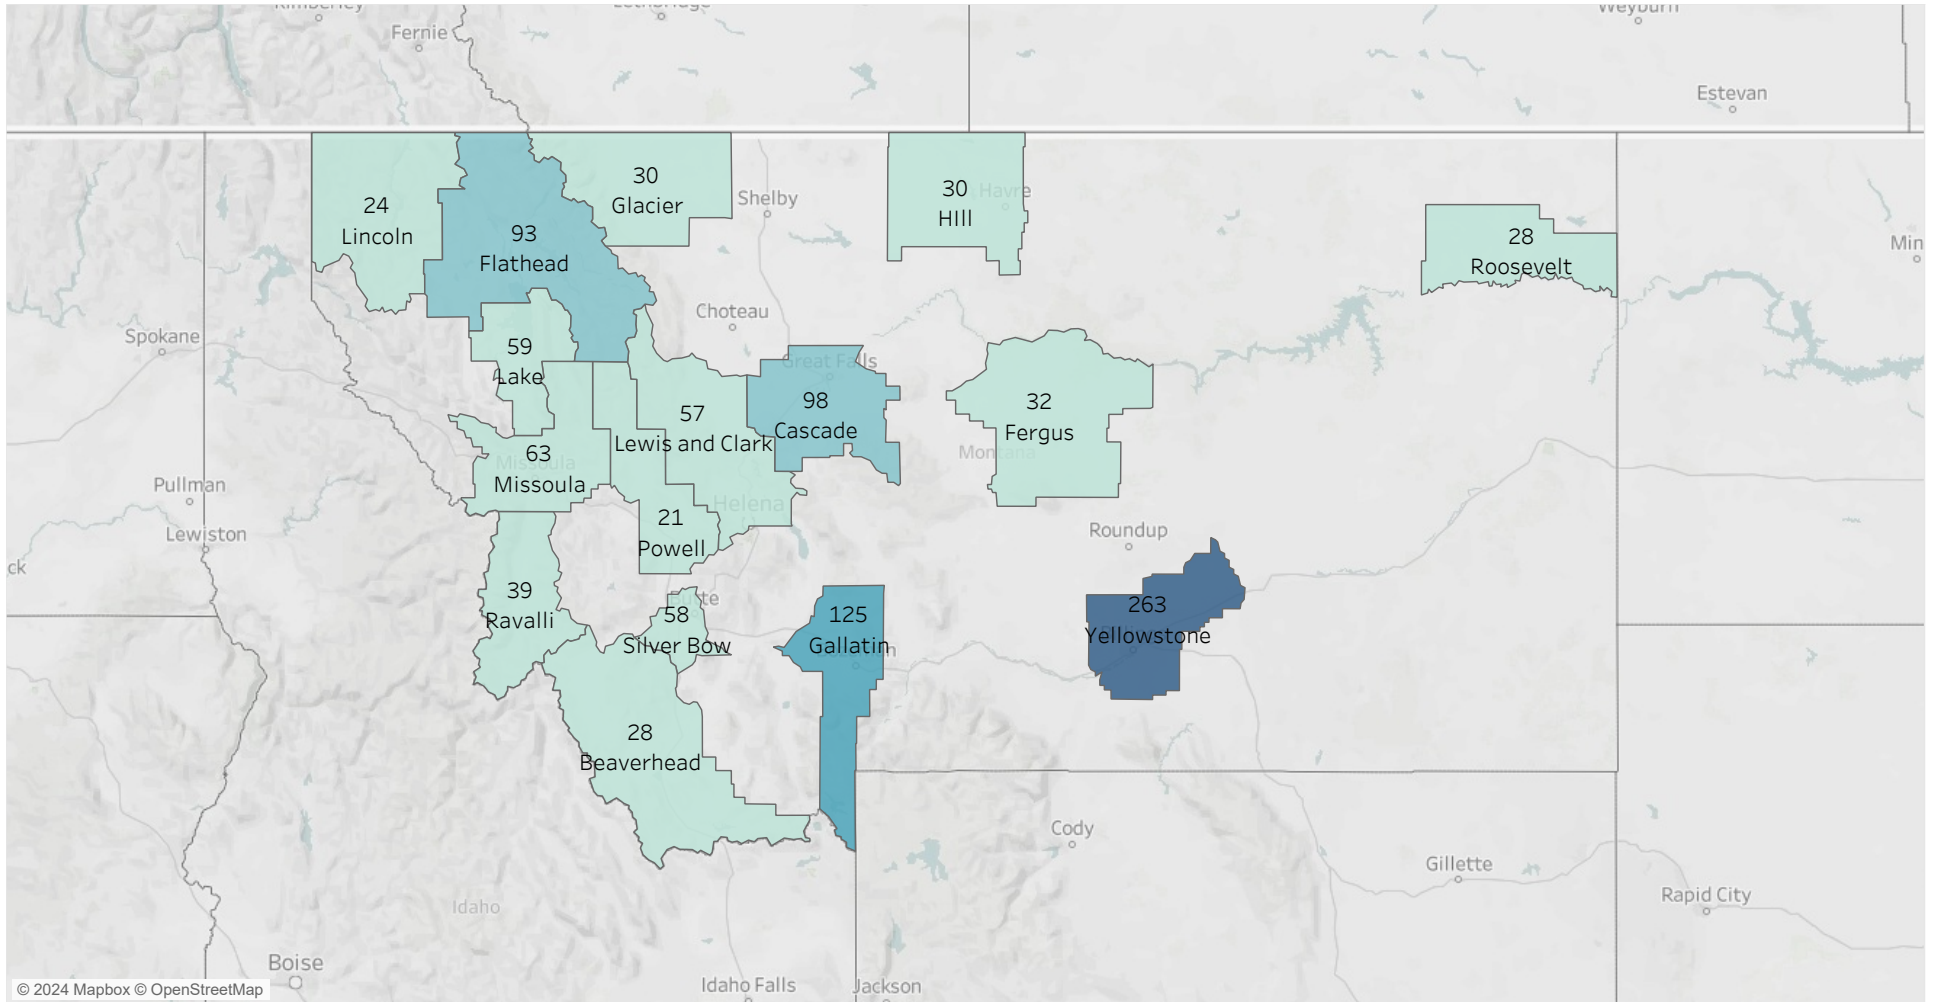 Fernie
Weyburn
Estevan
30
Glacier
Shelby
30
Havre
HIll
24
Lincoln
93
Flathead
28
Roosevelt
Min
Choteau
Spokane
59
Lake
Great Falls
98
Cascade
57
Lewis and Clark
32
Fergus
Montana
63
Missoula
Missoula
Pullman
Helena
21
Powell
Roundup
Lewiston
ck
39
Ravalli
Butte
58
Silver Bow
125
Gallatin
263
Yellowstone
28
Beaverhead
Cody
Gillette
Rapid City
Idaho
Boise
Idaho Falls
Jackson
© 2024 Mapbox © OpenStreetMap